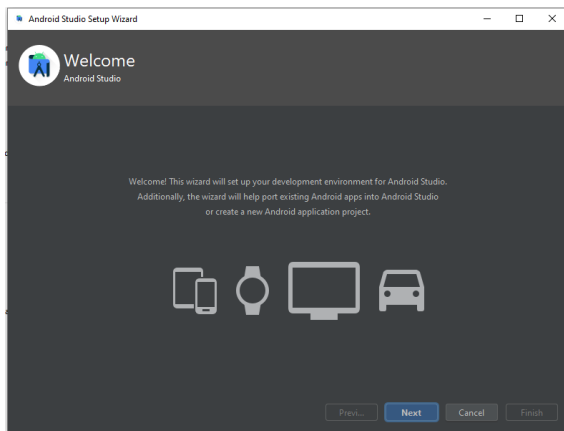 Android Studio Setup Wizard
Welcome
Android Studio
Welcome! This wizard will set up your development environment for Android Studio.
Additionally, the wizard will help port existing Android apps into Android Studio
or create a new Android application project.
Previ... Next Cancel Finish